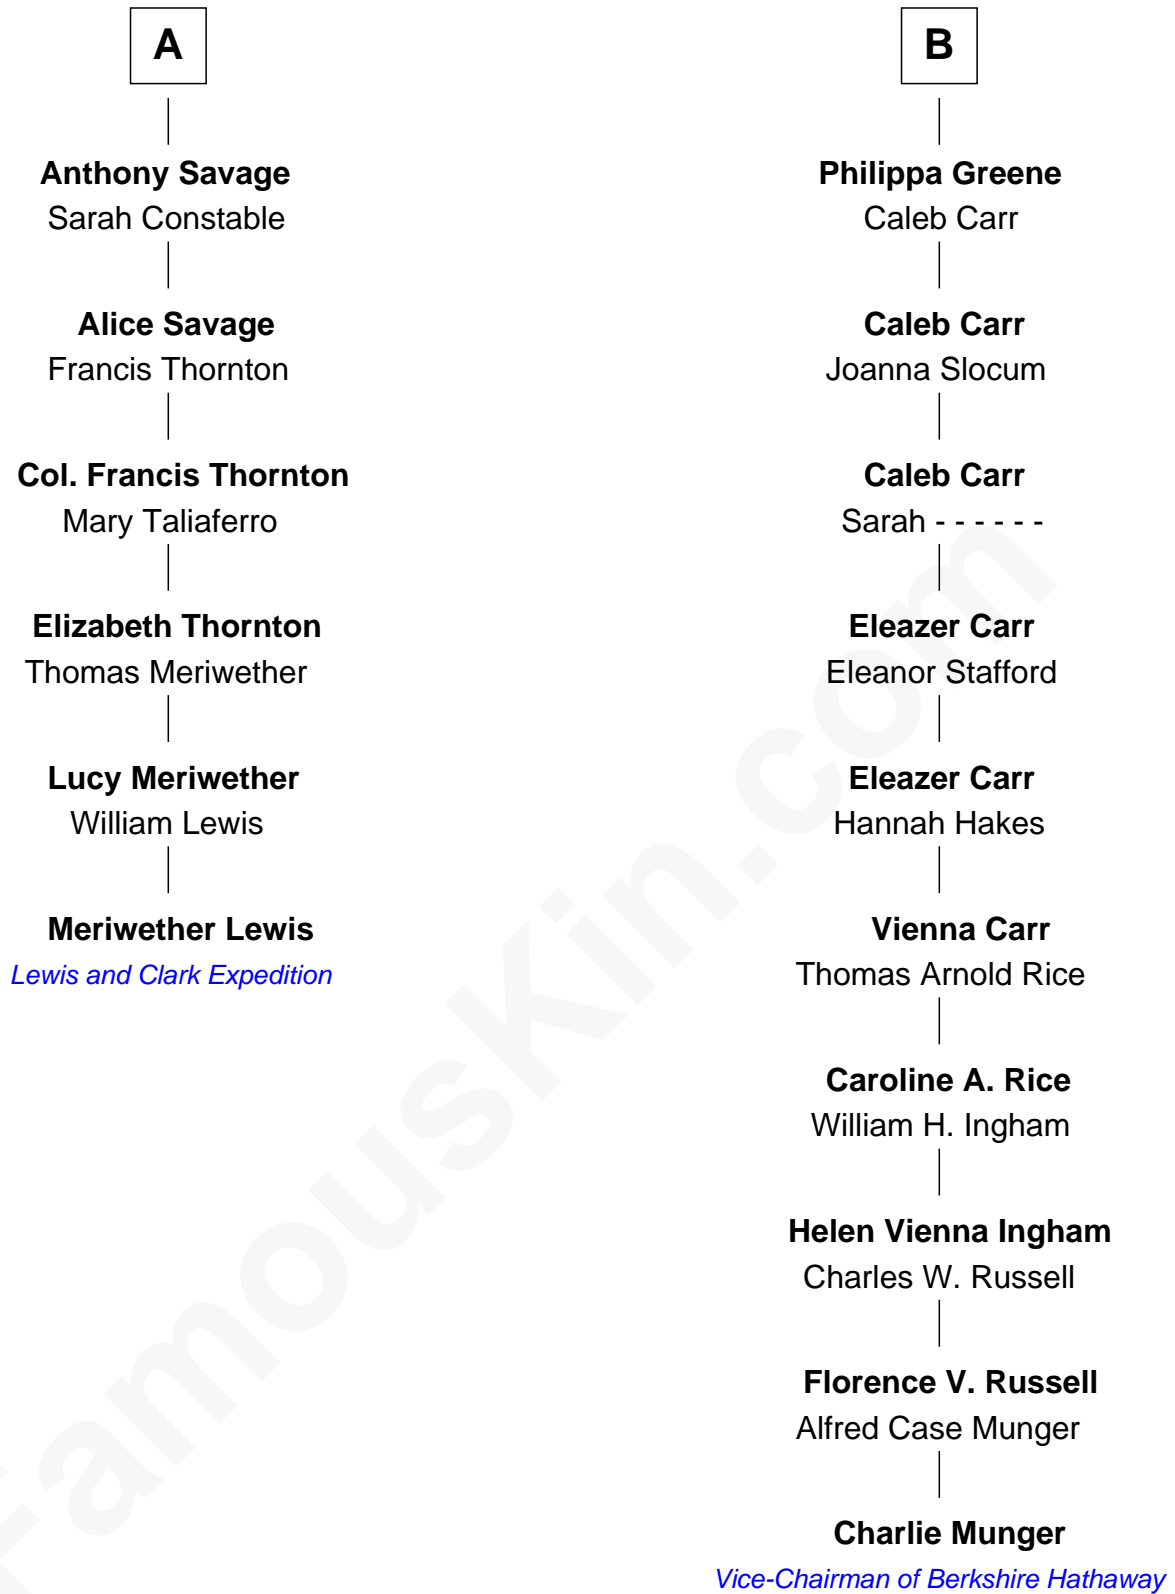 A
Anthony Savage
Sarah Constable
Alice Savage
Francis Thornton
Col. Francis Thornton
Mary Taliaferro
Elizabeth Thornton
Thomas Meriwether
Lucy Meriwether
William Lewis
Meriwether Lewis
Lewis and Clark Expedition
B
Philippa Greene
Caleb Carr
Caleb Carr
Joanna Slocum
Caleb Carr
Sarah - - - - - -
Eleazer Carr
Eleanor Stafford
Eleazer Carr
Hannah Hakes
Vienna Carr
Thomas Arnold Rice
Caroline A. Rice
William H. Ingham
Helen Vienna Ingham
Charles W. Russell
Florence V. Russell
Alfred Case Munger
Charlie Munger
Vice-Chairman of Berkshire Hathaway
FamousKin.com